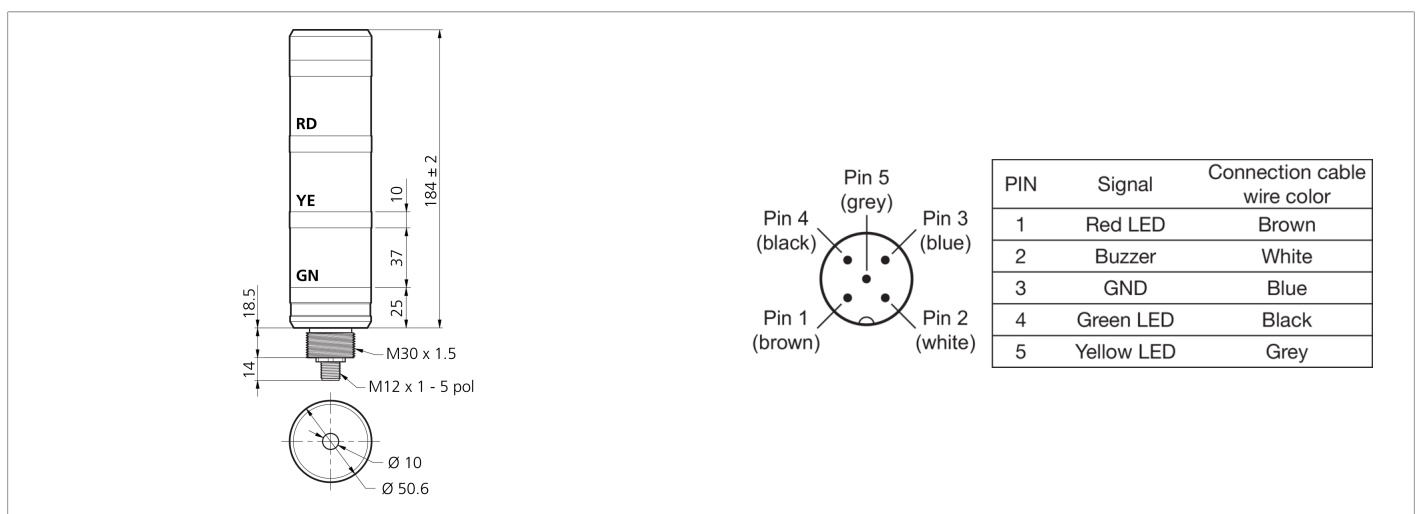 RD
YE
GN
184 ± 2
10
37
25
18.5
14
M30 x 1.5
M12 x 1 - 5 pol
Ø 10
Ø 50.6
Pin 5
(grey)
Pin 4
(black)
Pin 3
(blue)
Pin 1
(brown)
Pin 2
(white)
PIN Signal Connection cable
wire color
1 Red LED Brown
2 Buzzer White
3 GND Blue
4 Green LED Black
5 Yellow LED Grey